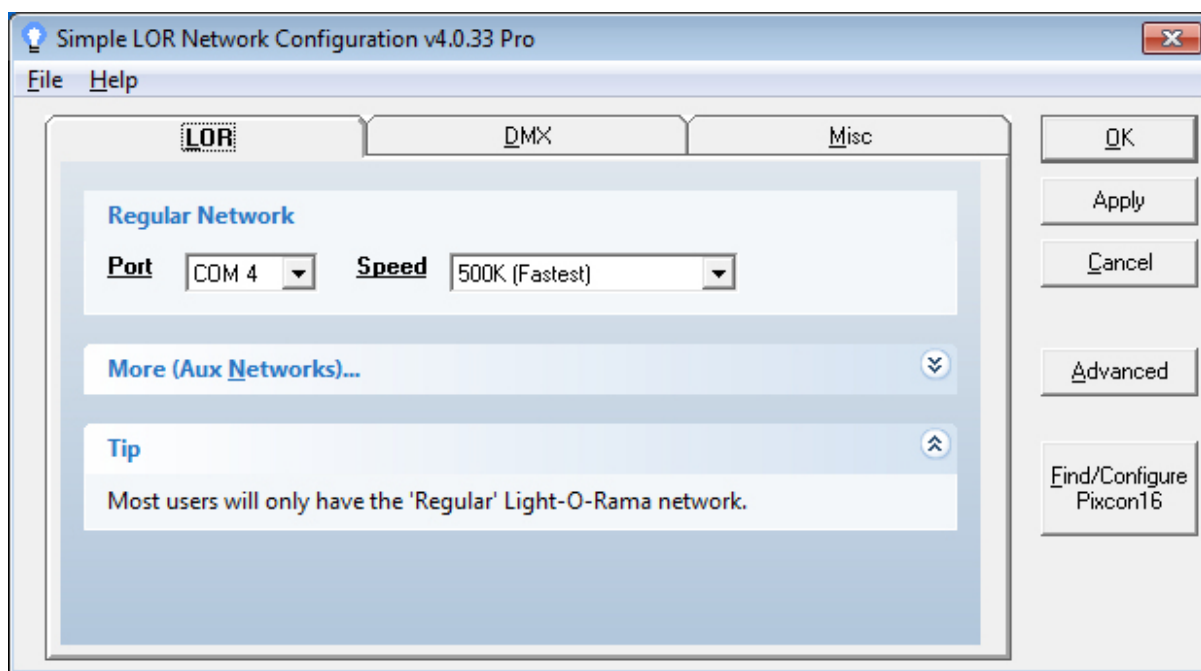 Simple LOR Network Configuration v4.0.33 Pro
File Help
LOR DMX Misc
OK
Apply
Cancel
Advanced
Find/Configure
Pixcon16
Regular Network
Port COM 4 Speed 500K (Fastest)
More (Aux Networks)...
Tip
Most users will only have the 'Regular' Light-O-Rama network.